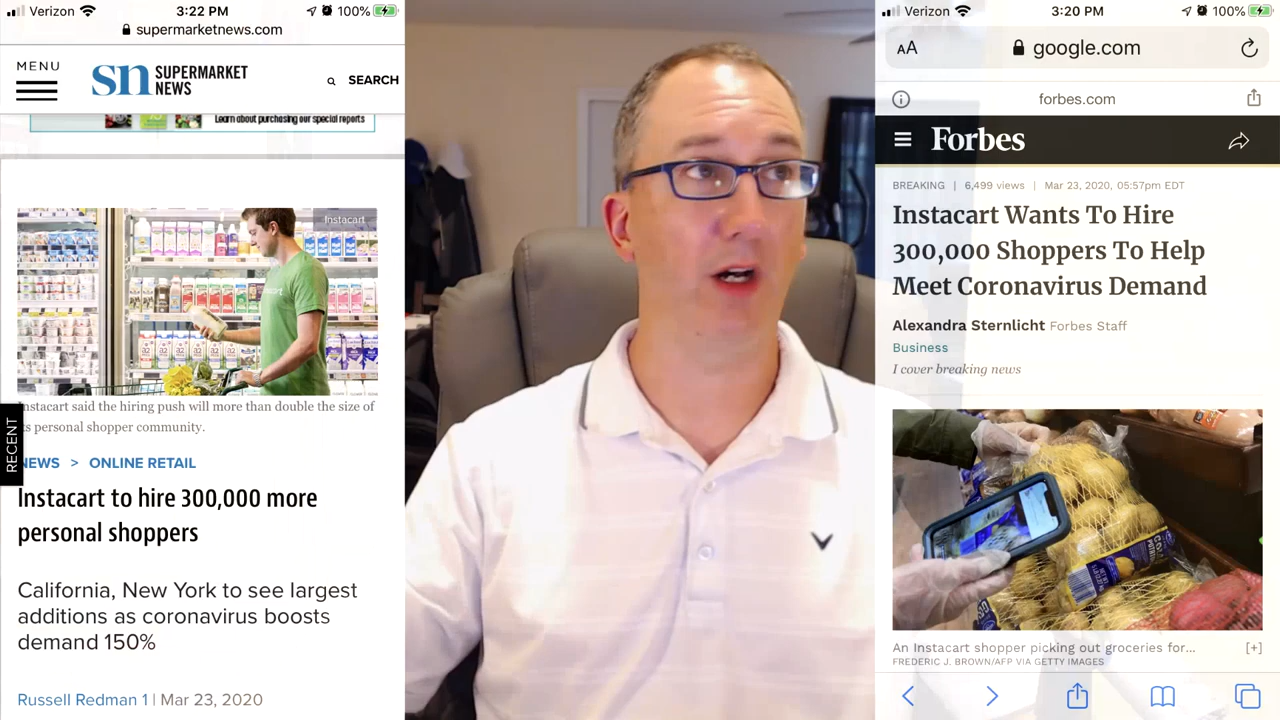 Verizon 3:22 PM 100%
supermarketnews.com
MENU
sn SUPERMARKET NEWS
SEARCH
Learn about purchasing our special reports
Instacart
Instacart said the hiring push will more than double the size of
its personal shopper community.
RECENT
NEWS > ONLINE RETAIL
Instacart to hire 300,000 more
personal shoppers
California, New York to see largest
additions as coronavirus boosts
demand 150%
Russell Redman 1 | Mar 23, 2020
Verizon 3:20 PM 100%
AA google.com
forbes.com
Forbes
BREAKING | 6,499 views | Mar 23, 2020, 05:57pm EDT
Instacart Wants To Hire
300,000 Shoppers To Help
Meet Coronavirus Demand
Alexandra Sternlicht Forbes Staff
Business
I cover breaking news
An Instacart shopper picking out groceries for... [+]
FREDERIC J. BROWN/AFP VIA GETTY IMAGES